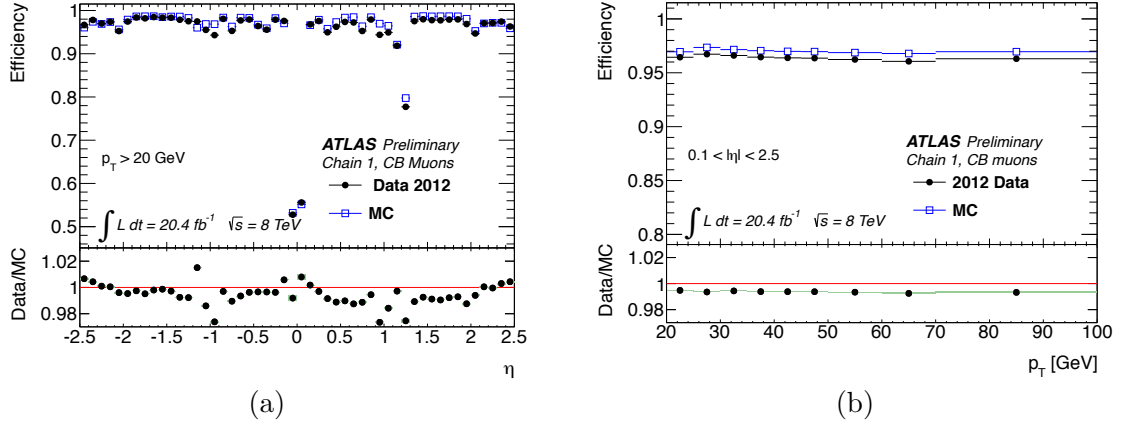 Efficiency
1
0.9
0.8
0.7
0.6
0.5
p_T > 20 GeV
ATLAS Preliminary
Chain 1, CB Muons
Data 2012
MC
∫ L dt = 20.4 fb⁻¹ √s = 8 TeV
Data/MC
1.02
1
0.98
-2.5 -2 -1.5 -1 -0.5 0 0.5 1 1.5 2 2.5
η
(a)
Efficiency
1
0.95
0.9
0.85
0.8
0.1 < |η| < 2.5
ATLAS Preliminary
Chain 1, CB muons
2012 Data
MC
∫ L dt = 20.4 fb⁻¹ √s = 8 TeV
Data/MC
1.02
1
0.98
20 30 40 50 60 70 80 90 100
p_T [GeV]
(b)